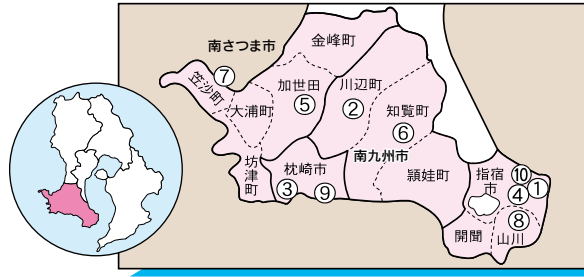 金峰町
南さつま市
⑦
笠沙町
加世田
⑤
川辺町
②
大浦町
知覧町
⑥
坊津町
枕崎市
③
⑨
南九州市
頴娃町
指宿市
⑩
④
①
⑧
開聞
山川